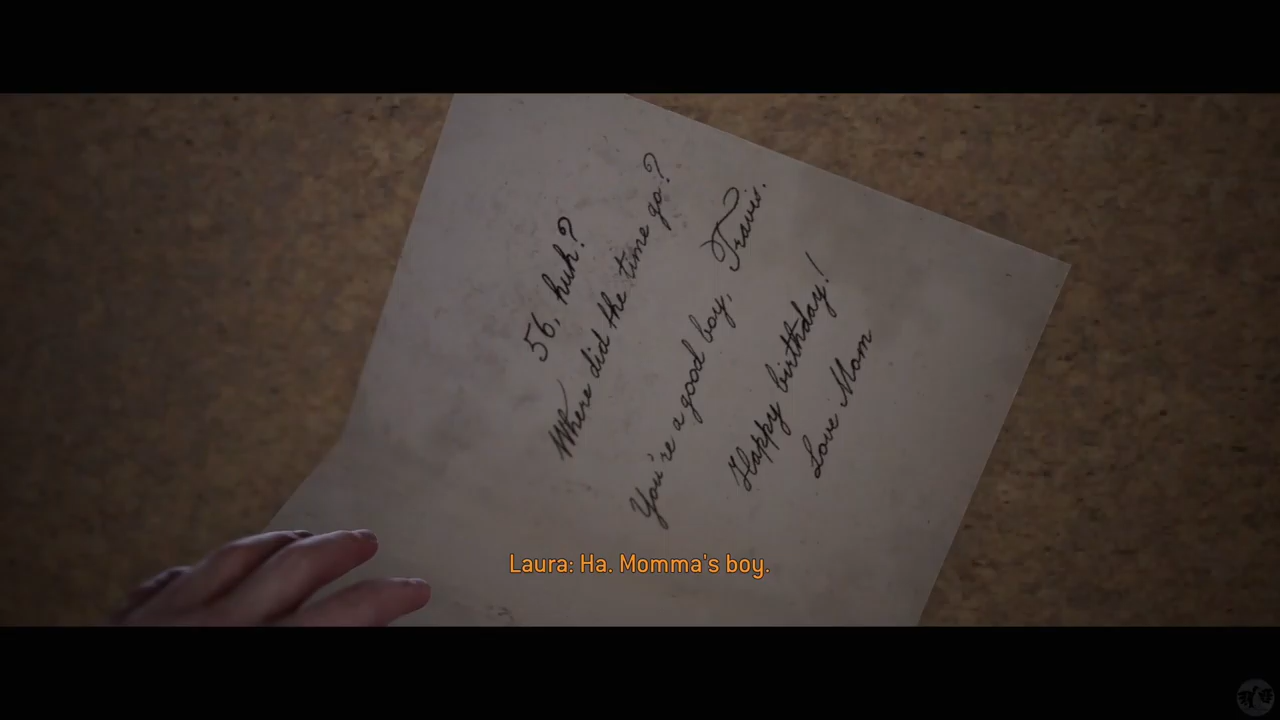 56, huh?
Where did the time go?
You're a good boy, Travis.
Happy birthday!
Love Mom
Laura: Ha. Momma's boy.